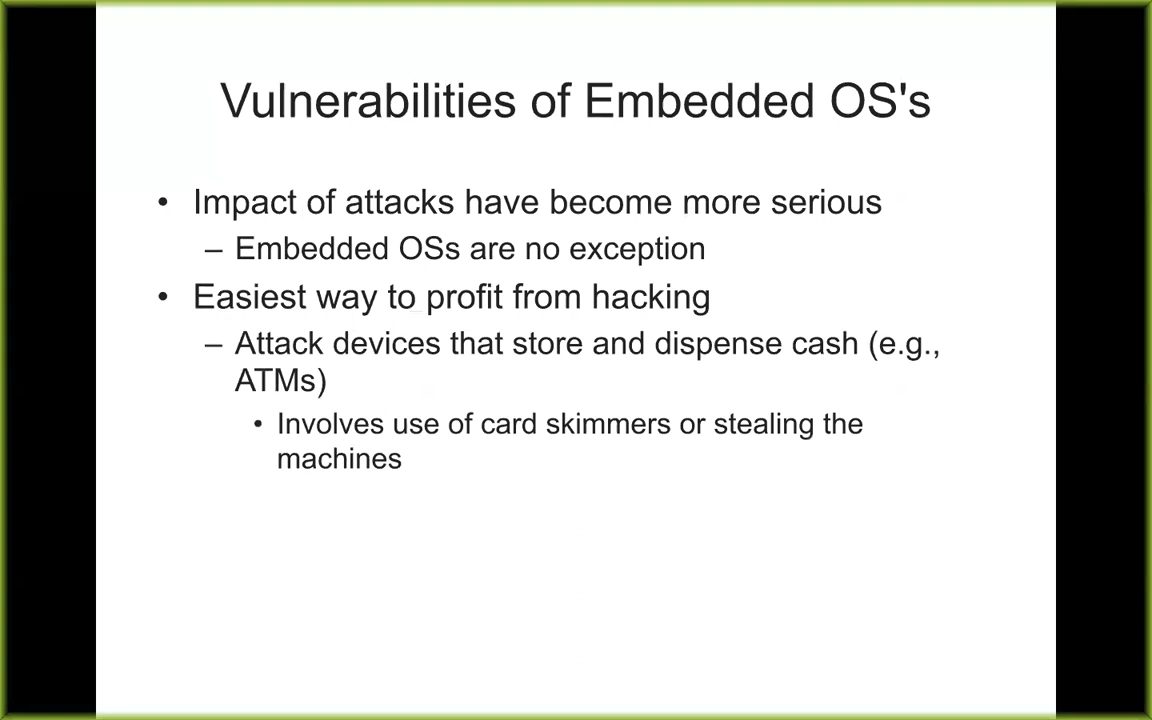 Vulnerabilities of Embedded OS's
• Impact of attacks have become more serious
– Embedded OSs are no exception
• Easiest way to profit from hacking
– Attack devices that store and dispense cash (e.g.,
ATMs)
• Involves use of card skimmers or stealing the
machines